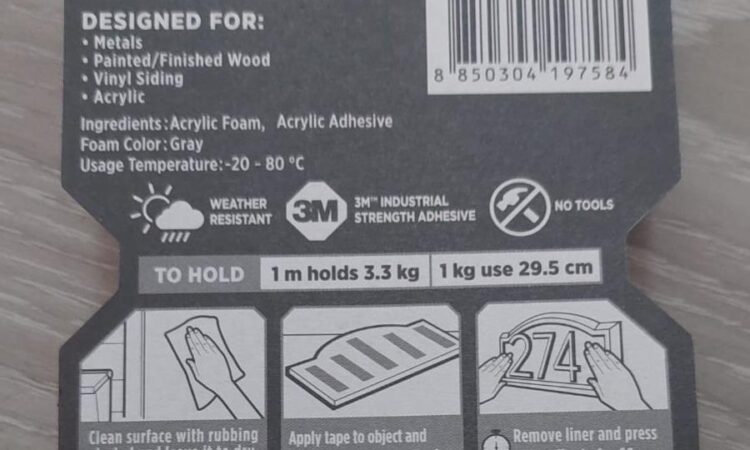 DESIGNED FOR:
• Metals
• Painted/Finished Wood
• Vinyl Siding
• Acrylic
8 850304 197584
Ingredients: Acrylic Foam, Acrylic Adhesive
Foam Color: Gray
Usage Temperature: -20 - 80 ºC
WEATHER
RESISTANT
3M
3M™ INDUSTRIAL
STRENGTH ADHESIVE
NO TOOLS
TO HOLD
1 m holds 3.3 kg
1 kg use 29.5 cm
274
Clean surface with rubbing
Apply tape to object and
Remove liner and press